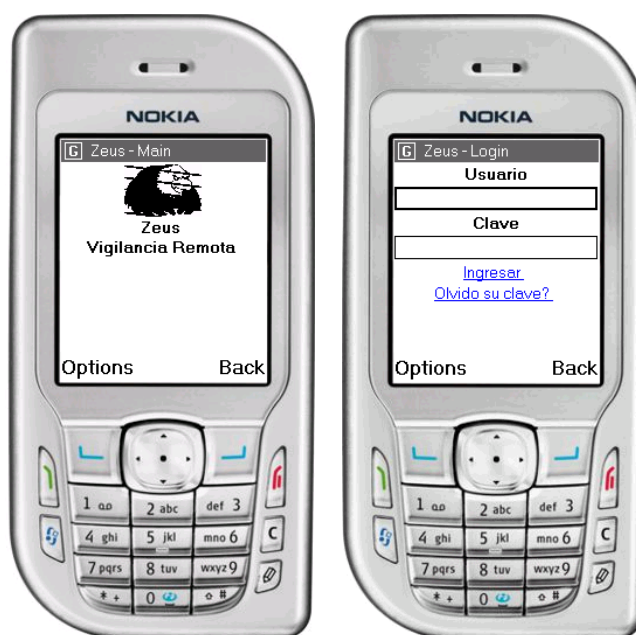 NOKIA
G Zeus - Main
Zeus
Vigilancia Remota
Options Back
1 oo 2 abc def 3
4 ghi 5 jkl mno 6 C
7 pqrs 8 tuv wxyz 9
* + 0 #
NOKIA
G Zeus - Login
Usuario
Clave
Ingresar
Olvido su clave?
Options Back
1 oo 2 abc def 3
4 ghi 5 jkl mno 6 C
7 pqrs 8 tuv wxyz 9
* + 0 #